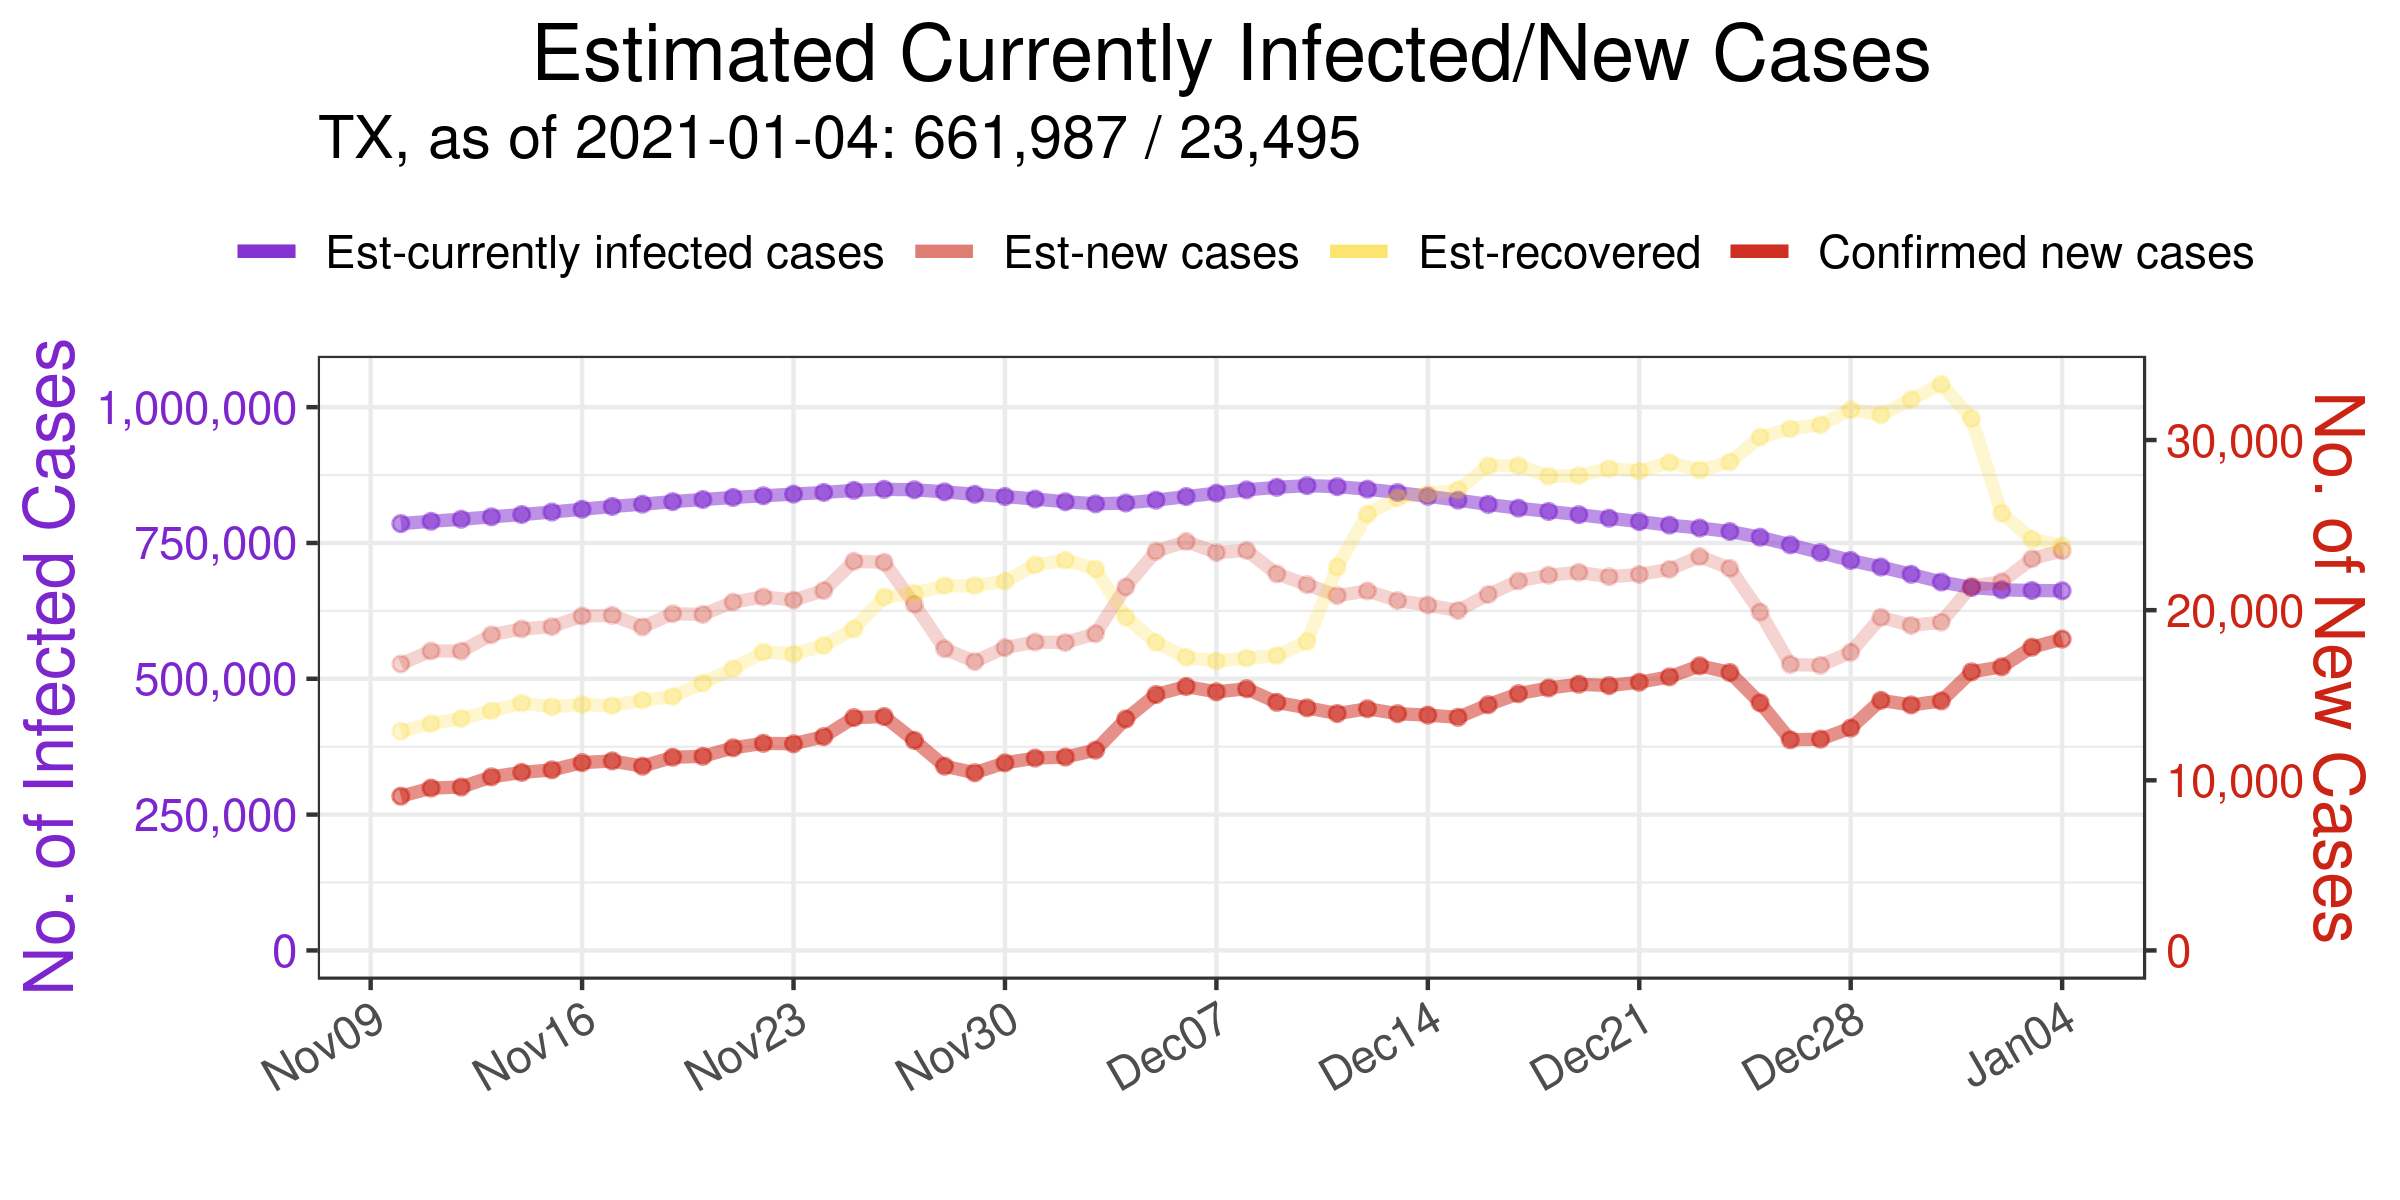 Estimated Currently Infected/New Cases
TX, as of 2021-01-04: 661,987 / 23,495
Est-currently infected cases Est-new cases Est-recovered Confirmed new cases
No. of Infected Cases
1,000,000
750,000
500,000
250,000
0
30,000
20,000
10,000
0
No. of New Cases
Nov09 Nov16 Nov23 Nov30 Dec07 Dec14 Dec21 Dec28 Jan04